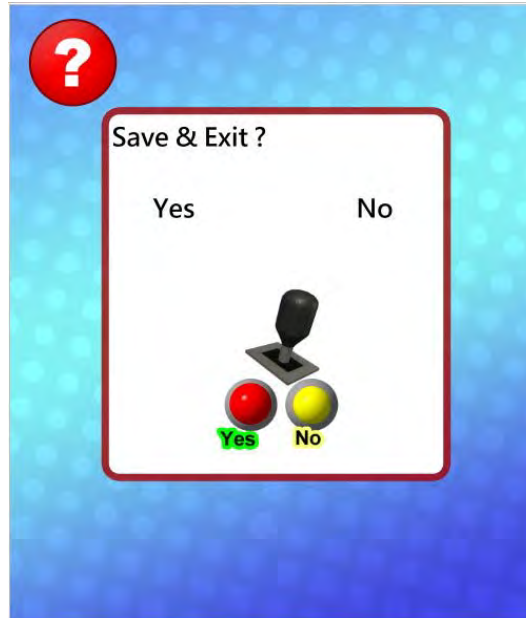 ?
Save & Exit ?
Yes No
Yes No